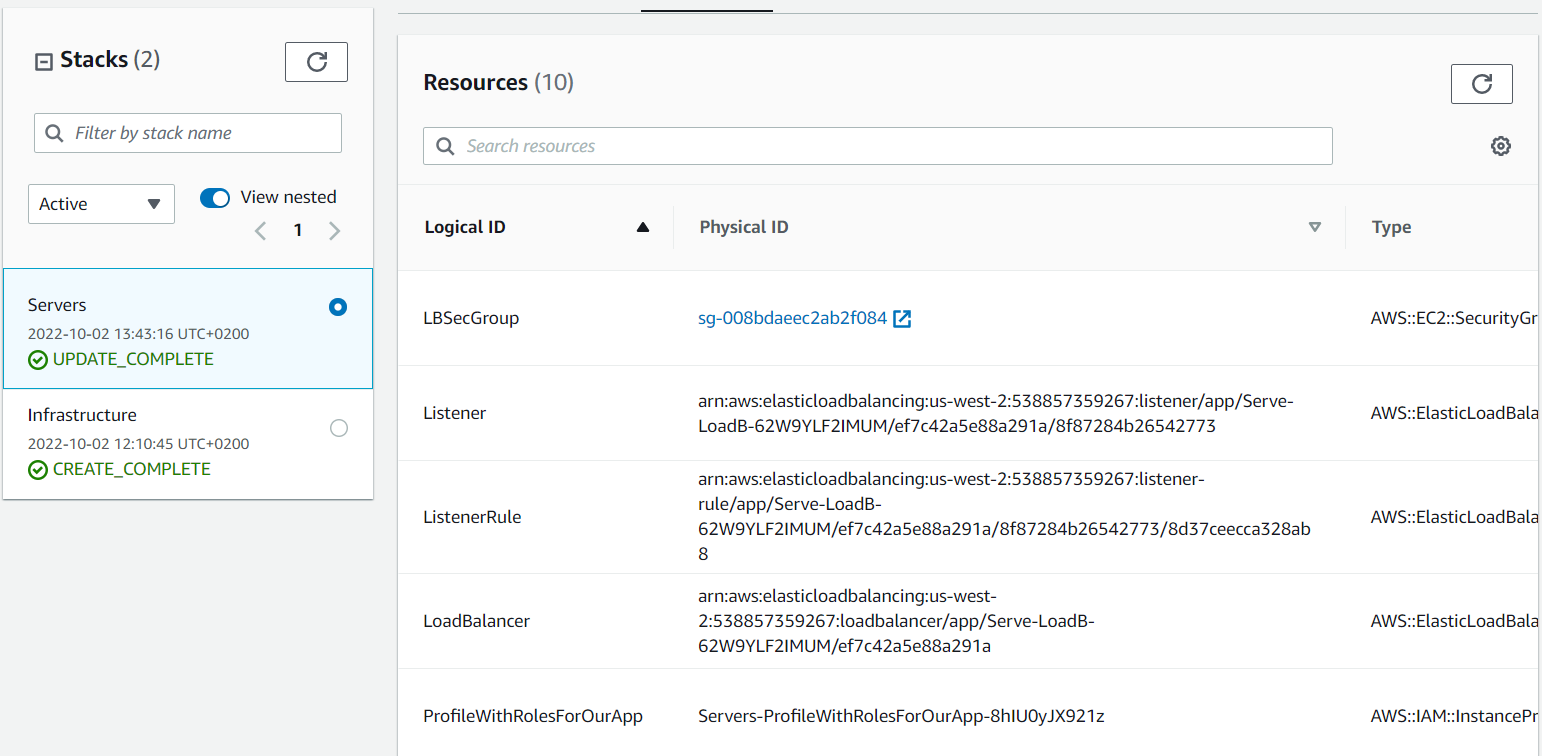 Stacks (2)
Filter by stack name
Active
View nested
1
Servers
2022-10-02 13:43:16 UTC+0200
UPDATE_COMPLETE
Infrastructure
2022-10-02 12:10:45 UTC+0200
CREATE_COMPLETE
Resources (10)
Search resources
Logical ID Physical ID Type
LBSecGroup sg-008bdaeec2ab2f084 AWS::EC2::SecurityGr
Listener
arn:aws:elasticloadbalancing:us-west-2:538857359267:listener/app/Serve-
LoadB-62W9YLF2IMUM/ef7c42a5e88a291a/8f87284b26542773
AWS::ElasticLoadBala
ListenerRule
arn:aws:elasticloadbalancing:us-west-2:538857359267:listener-
rule/app/Serve-LoadB-
62W9YLF2IMUM/ef7c42a5e88a291a/8f87284b26542773/8d37ceecca328ab
8
AWS::ElasticLoadBala
LoadBalancer
arn:aws:elasticloadbalancing:us-west-
2:538857359267:loadbalancer/app/Serve-LoadB-
62W9YLF2IMUM/ef7c42a5e88a291a
AWS::ElasticLoadBala
ProfileWithRolesForOurApp Servers-ProfileWithRolesForOurApp-8hIU0yJX921z AWS::IAM::InstancePr